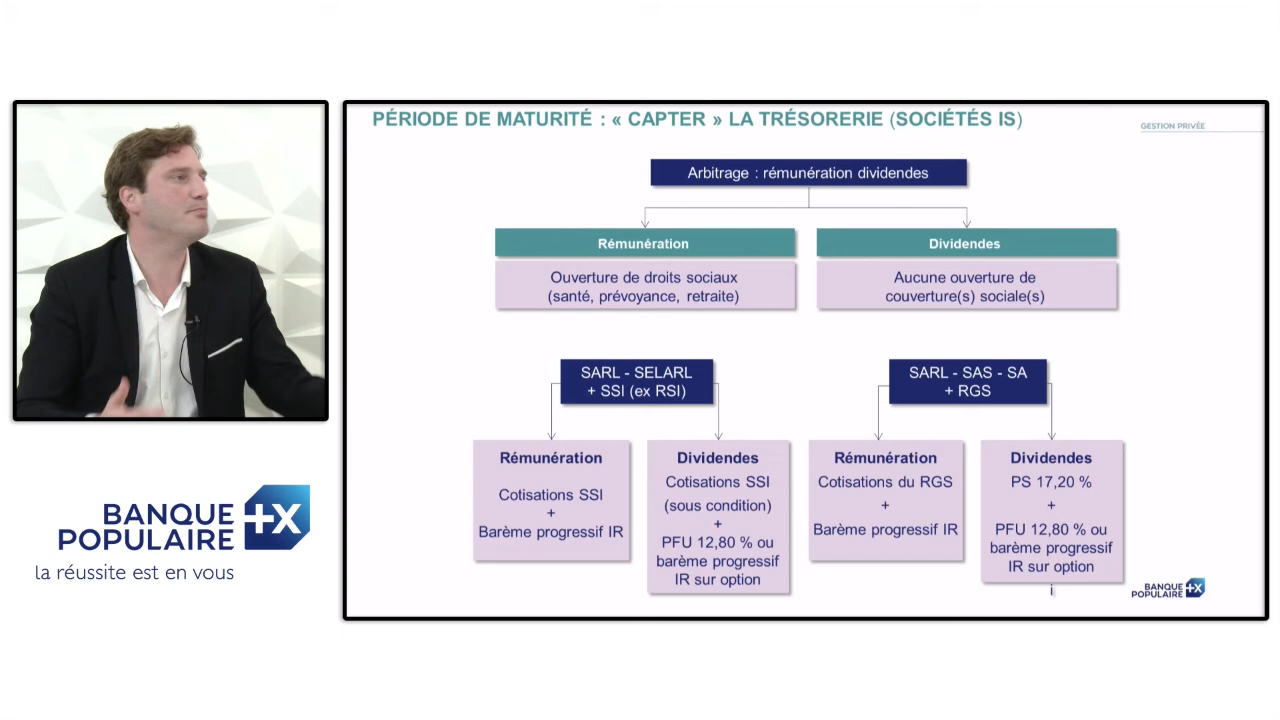 PÉRIODE DE MATURITÉ : « CAPTER » LA TRÉSORERIE (SOCIÉTÉS IS)
GESTION PRIVÉE
Arbitrage : rémunération dividendes
Rémunération
Ouverture de droits sociaux
(santé, prévoyance, retraite)
Dividendes
Aucune ouverture de
couverture(s) sociale(s)
SARL - SELARL
+ SSI (ex RSI)
Rémunération
Cotisations SSI
+
Barème progressif IR
Dividendes
Cotisations SSI
(sous condition)
+
PFU 12,80 % ou
barème progressif
IR sur option
SARL - SAS - SA
+ RGS
Rémunération
Cotisations du RGS
+
Barème progressif IR
Dividendes
PS 17,20 %
+
PFU 12,80 % ou
barème progressif
IR sur option
i
BANQUE
POPULAIRE +X
BANQUE
POPULAIRE +X
la réussite est en vous